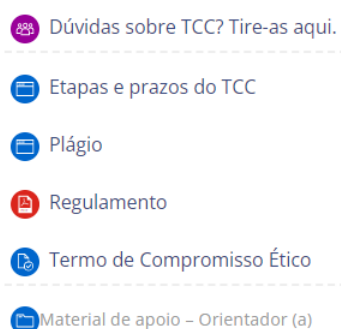 Dúvidas sobre TCC? Tire-as aqui.
Etapas e prazos do TCC
Plágio
Regulamento
Termo de Compromisso Ético
Material de apoio – Orientador (a)